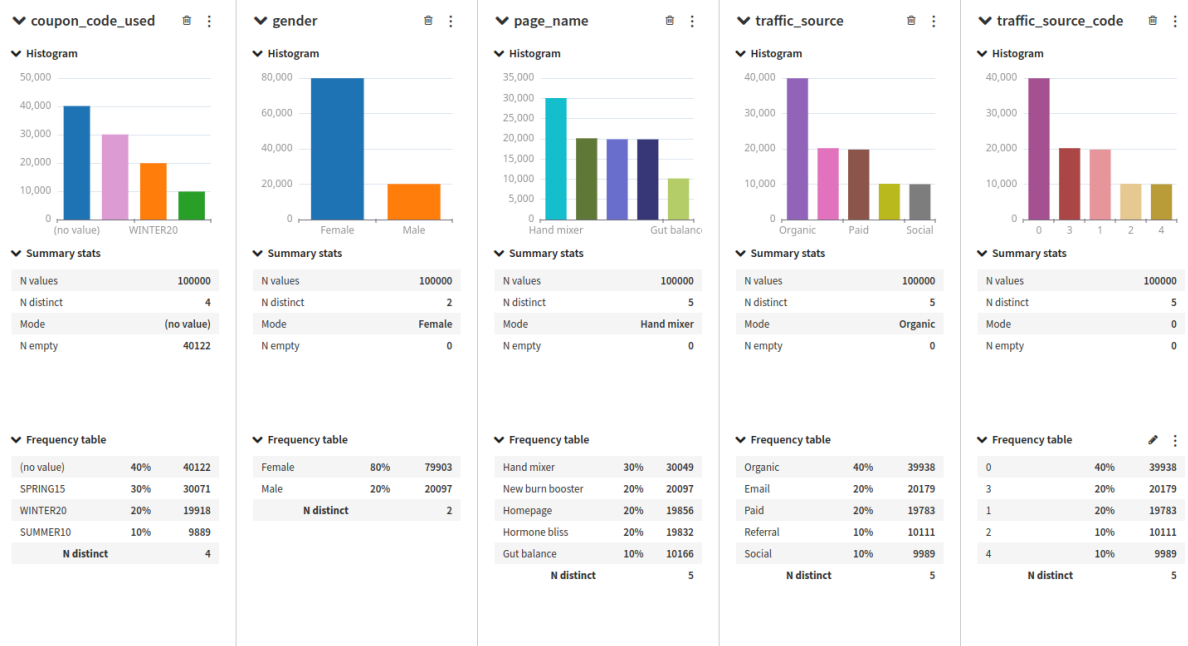 coupon_code_used
Histogram
50,000
40,000
30,000
20,000
10,000
0
(no value) WINTER20
Summary stats
N values 100000
N distinct 4
Mode (no value)
N empty 40122
Frequency table
(no value) 40% 40122
SPRING15 30% 30071
WINTER20 20% 19918
SUMMER10 10% 9889
N distinct 4
gender
Histogram
80,000
60,000
40,000
20,000
0
Female Male
Summary stats
N values 100000
N distinct 2
Mode Female
N empty 0
Frequency table
Female 80% 79903
Male 20% 20097
N distinct 2
page_name
Histogram
35,000
30,000
25,000
20,000
15,000
10,000
5,000
0
Hand mixer Gut balanc
Summary stats
N values 100000
N distinct 5
Mode Hand mixer
N empty 0
Frequency table
Hand mixer 30% 30049
New burn booster 20% 20097
Homepage 20% 19856
Hormone bliss 20% 19832
Gut balance 10% 10166
N distinct 5
traffic_source
Histogram
40,000
30,000
20,000
10,000
0
Organic Paid Social
Summary stats
N values 100000
N distinct 5
Mode Organic
N empty 0
Frequency table
Organic 40% 39938
Email 20% 20179
Paid 20% 19783
Referral 10% 10111
Social 10% 9989
N distinct 5
traffic_source_code
Histogram
40,000
30,000
20,000
10,000
0
0 3 1 2 4
Summary stats
N values 100000
N distinct 5
Mode 0
N empty 0
Frequency table
0 40% 39938
3 20% 20179
1 20% 19783
2 10% 10111
4 10% 9989
N distinct 5